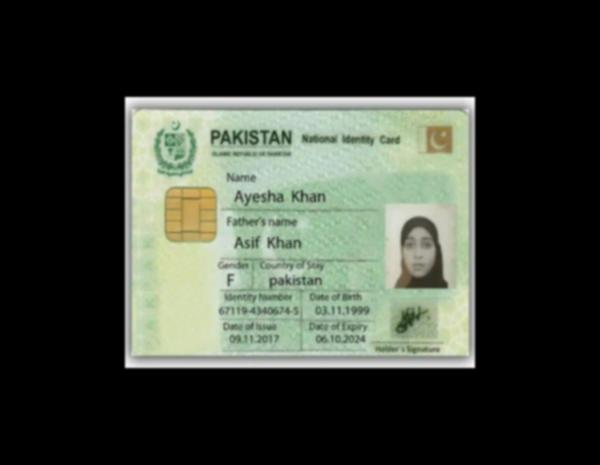 PAKISTAN National Identity Card
ISLAMIC REPUBLIC OF PAKISTAN
Name
Ayesha Khan
Father's name
Asif Khan
Gender Country of Stay
F pakistan
Identity Number Date of Birth
67119-4340674-5 03.11.1999
Date of Issue Date of Expiry
09.11.2017 06.10.2024
Holder's Signature